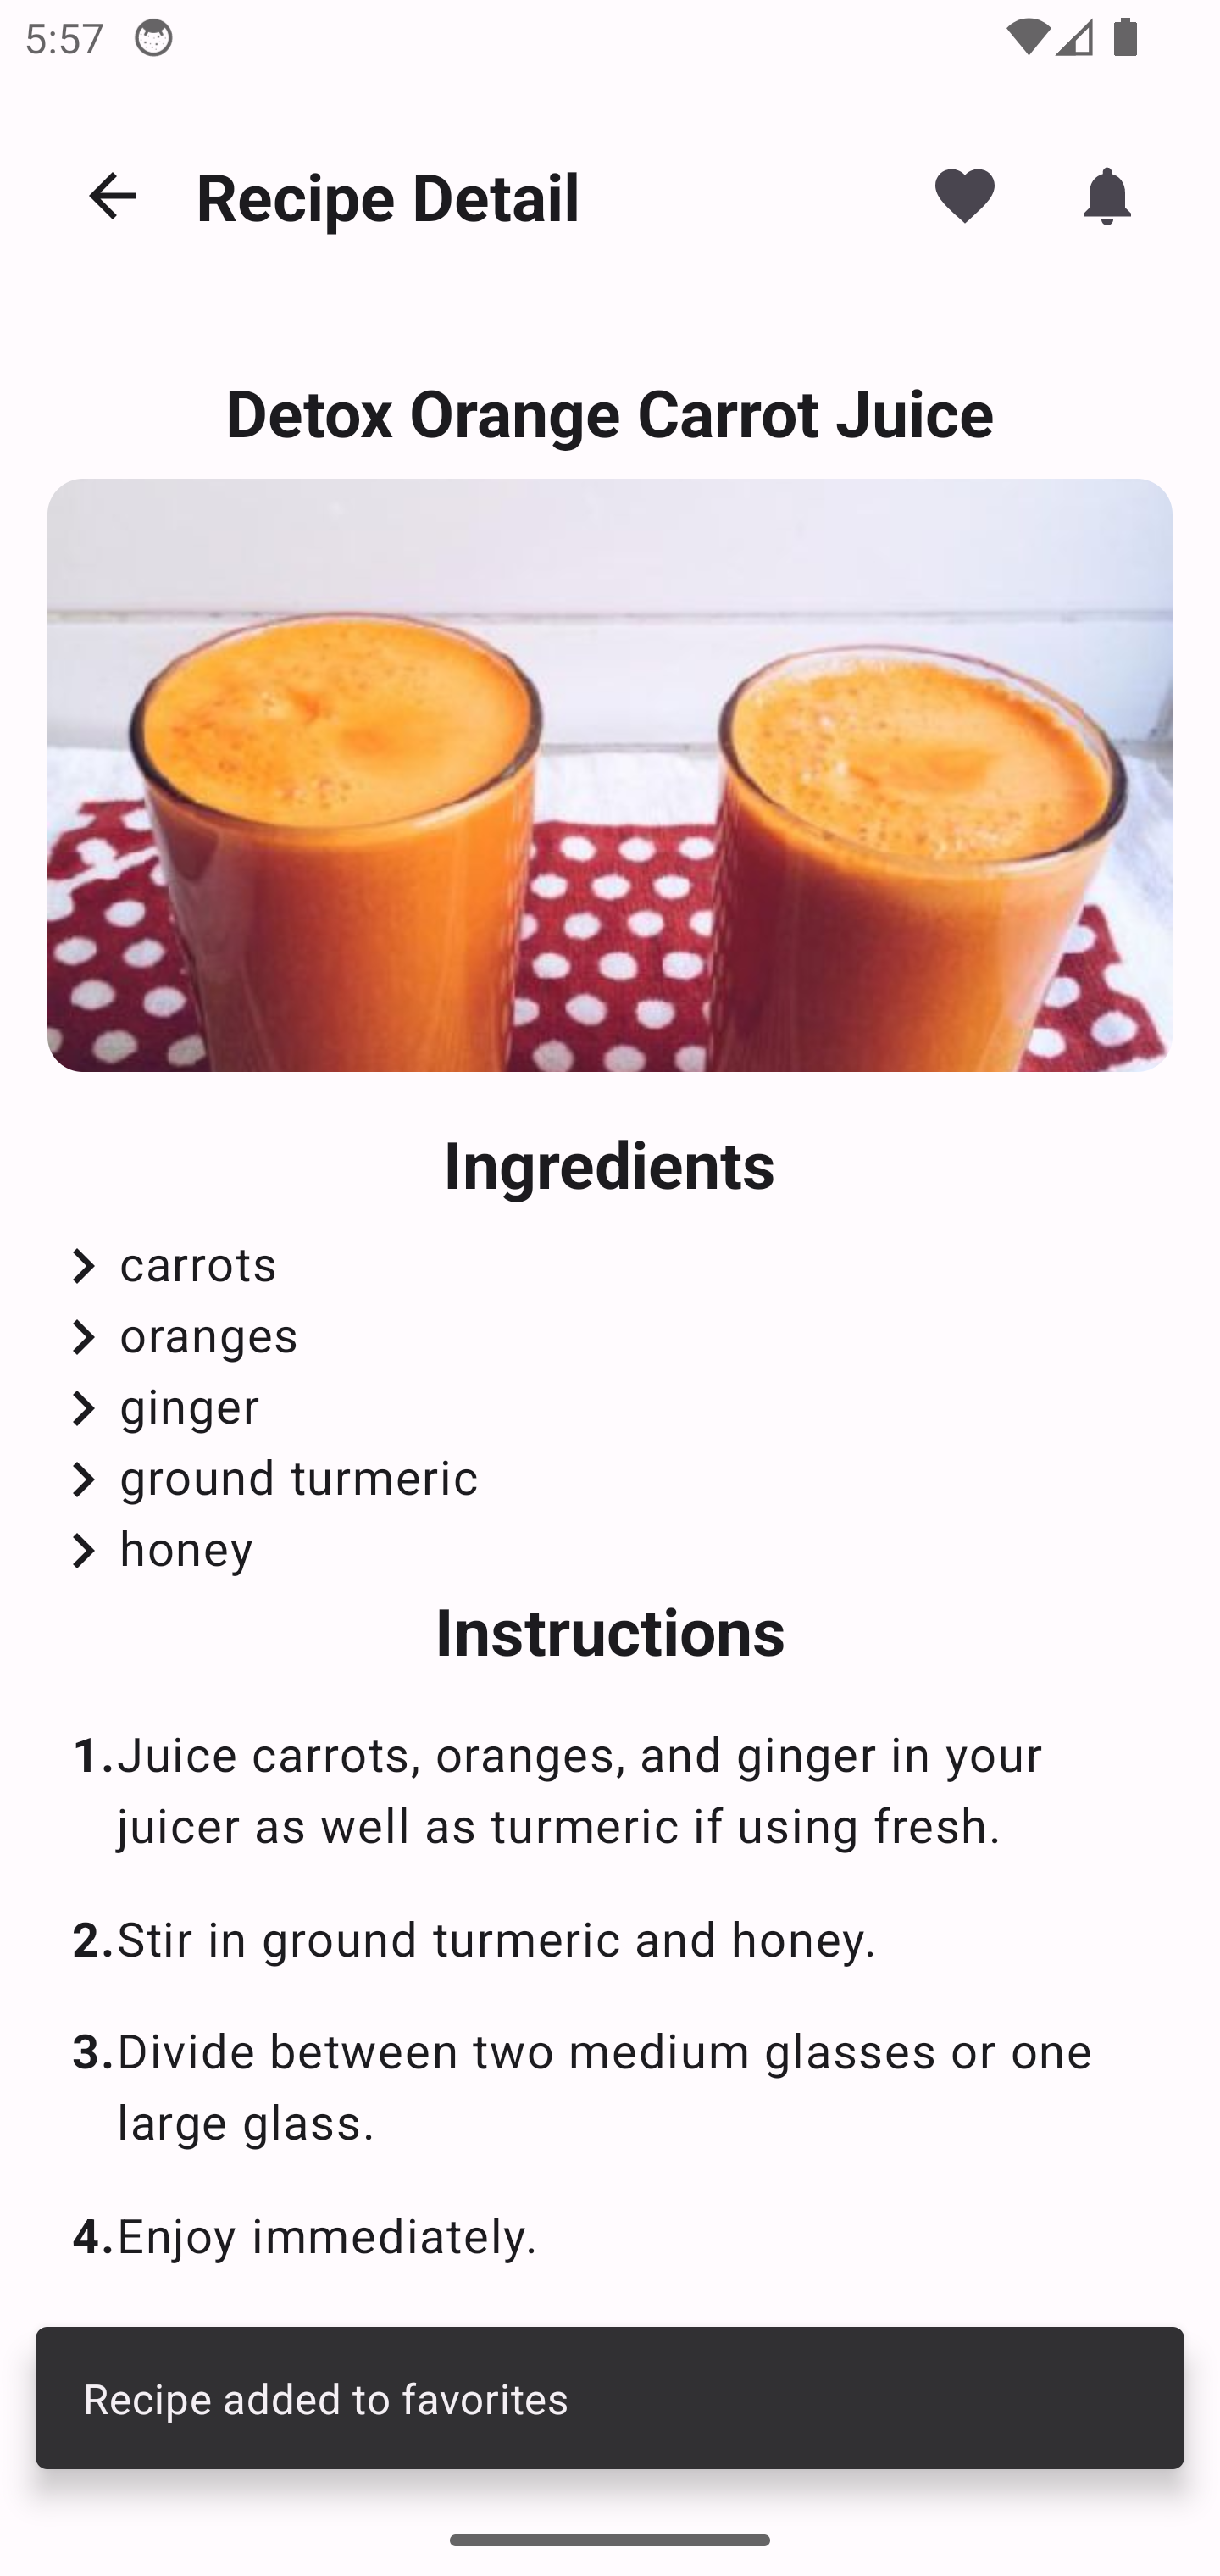 5:57
Recipe Detail
Detox Orange Carrot Juice
Ingredients
carrots
oranges
ginger
ground turmeric
honey
Instructions
1.Juice carrots, oranges, and ginger in your
juicer as well as turmeric if using fresh.
2.Stir in ground turmeric and honey.
3.Divide between two medium glasses or one
large glass.
4.Enjoy immediately.
Recipe added to favorites